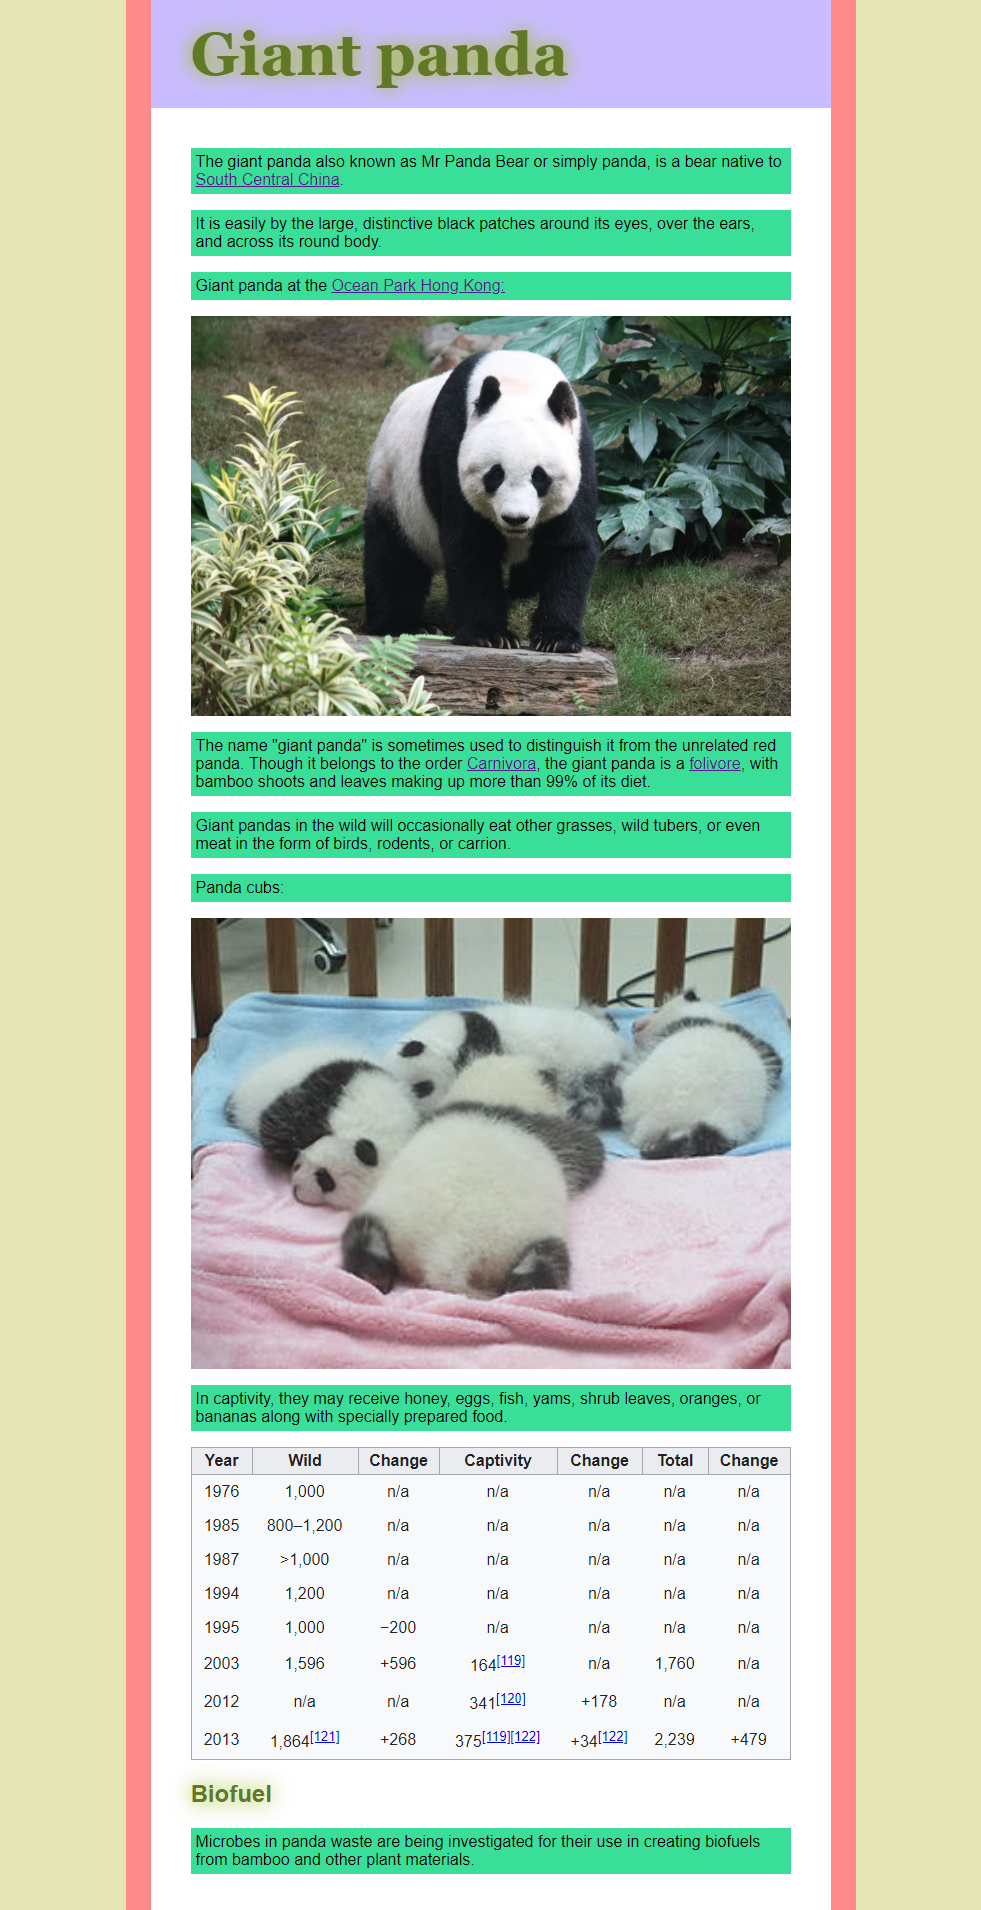 Giant panda
The giant panda also known as Mr Panda Bear or simply panda, is a bear native to
South Central China.
It is easily by the large, distinctive black patches around its eyes, over the ears,
and across its round body.
Giant panda at the Ocean Park Hong Kong:
The name "giant panda" is sometimes used to distinguish it from the unrelated red
panda. Though it belongs to the order Carnivora, the giant panda is a folivore, with
bamboo shoots and leaves making up more than 99% of its diet.
Giant pandas in the wild will occasionally eat other grasses, wild tubers, or even
meat in the form of birds, rodents, or carrion.
Panda cubs:
In captivity, they may receive honey, eggs, fish, yams, shrub leaves, oranges, or
bananas along with specially prepared food.
Year Wild Change Captivity Change Total Change
1976 1,000 n/a n/a n/a n/a n/a
1985 800–1,200 n/a n/a n/a n/a n/a
1987 >1,000 n/a n/a n/a n/a n/a
1994 1,200 n/a n/a n/a n/a n/a
1995 1,000 −200 n/a n/a n/a n/a
2003 1,596 +596 164[119] n/a 1,760 n/a
2012 n/a n/a 341[120] +178 n/a n/a
2013 1,864[121] +268 375[119][122] +34[122] 2,239 +479
Biofuel
Microbes in panda waste are being investigated for their use in creating biofuels
from bamboo and other plant materials.